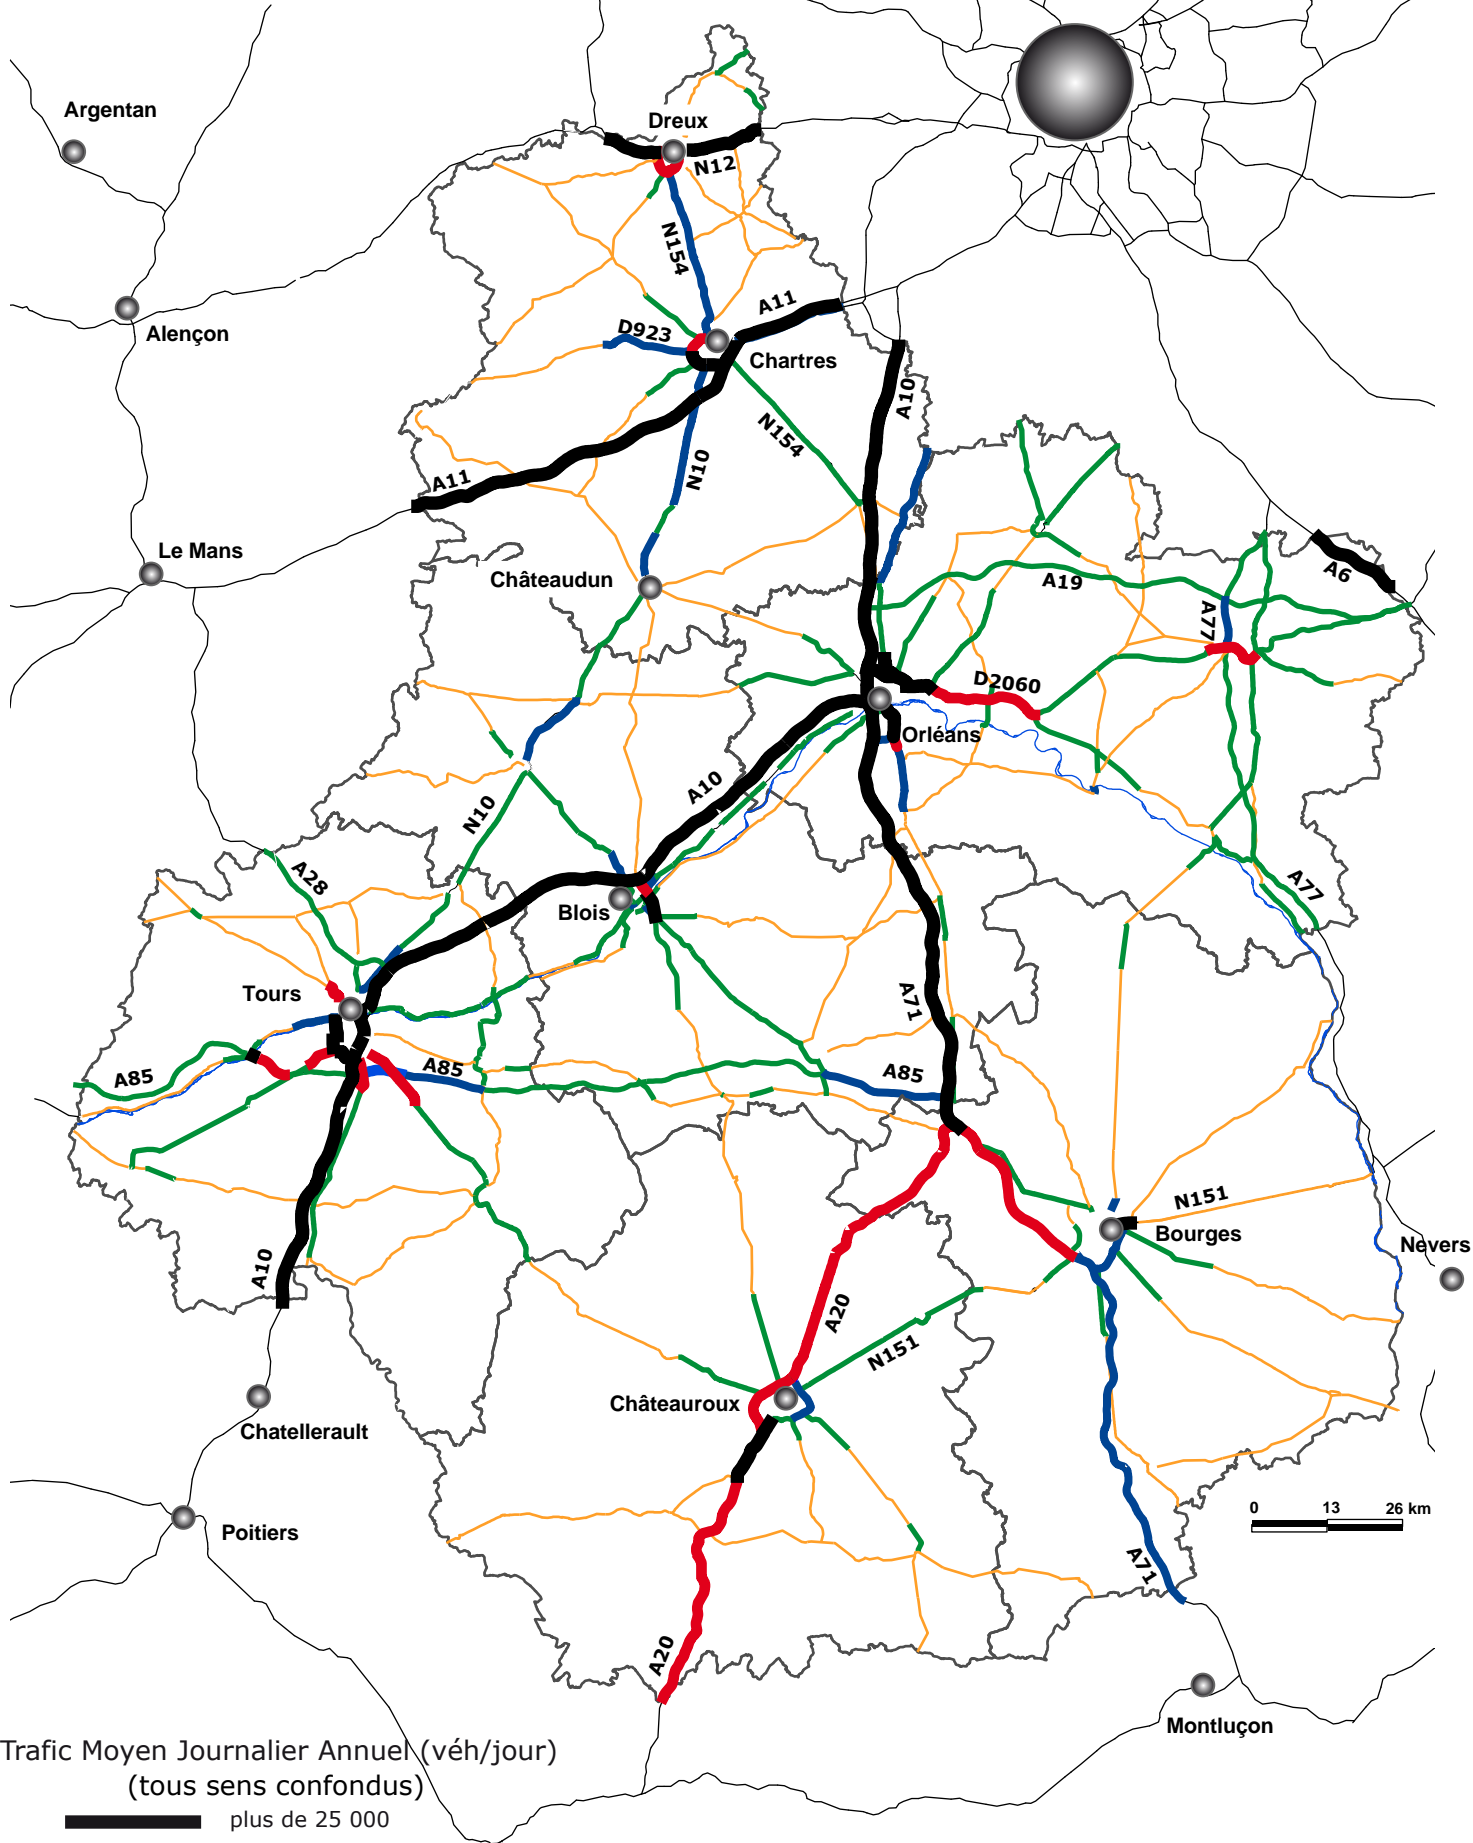 Argentan
Dreux
N12
N154
Alençon
A11
D923
Chartres
A10
N154
A11
N10
Le Mans
Châteaudun
A6
A19
A77
D2060
Orléans
A10
N10
A28
A77
Blois
Tours
A71
A85
A85
A85
N151
Bourges
Nevers
A10
A20
N151
Châteauroux
Chatellerault
0 13 26 km
Poitiers
A71
A20
Montluçon
Trafic Moyen Journalier Annuel (véh/jour)
(tous sens confondus)
plus de 25 000